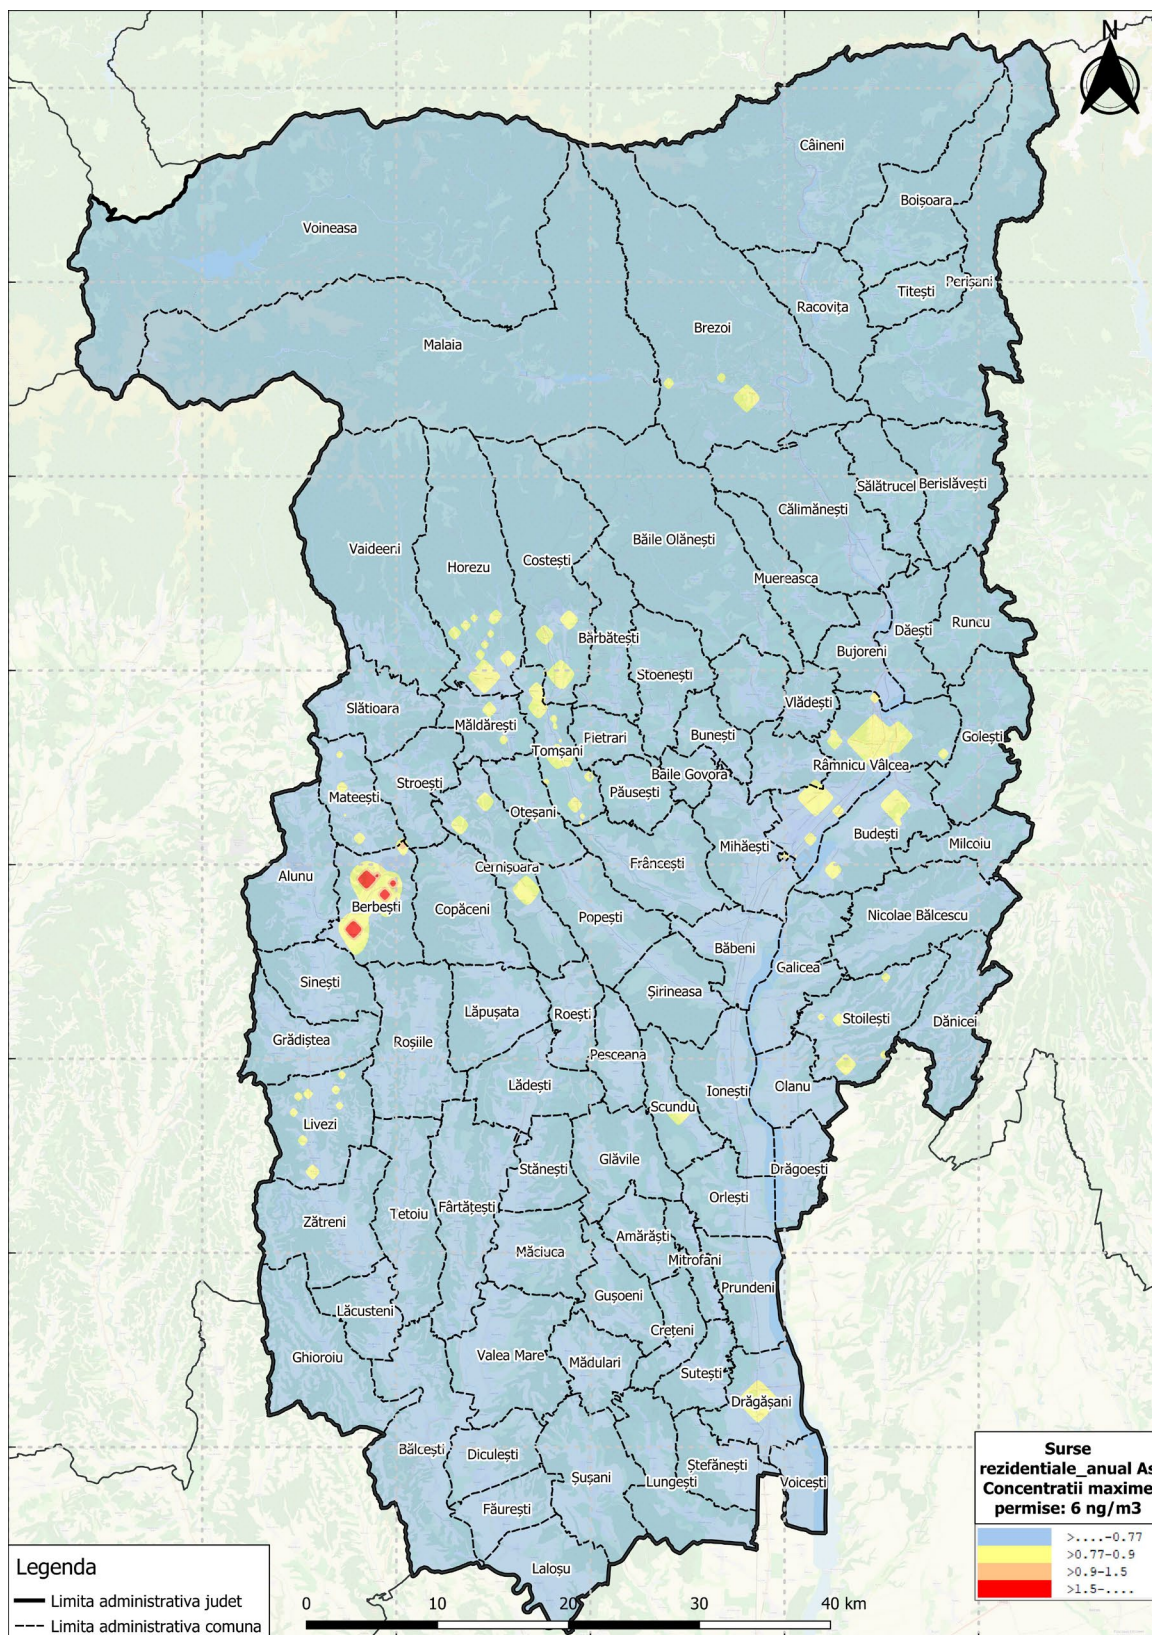 N
Câineni
Boișoara
Voineasa
Perișani
Titești
Racovița
Brezoi
Malaia
Sălătrucel
Berislăvești
Călimănești
Băile Olănești
Vaideeni
Costești
Horezu
Muereasca
Runcu
Dăești
Bărbătești
Bujoreni
Stoenești
Vlădești
Slătioara
Măldărești
Bunești
Golești
Pietrari
Tomșani
Râmnicu Vâlcea
Băile Govora
Stroești
Păusești
Mateești
Oteșani
Budești
Mihăești
Milcoiu
Frâncești
Cernișoara
Alunu
Berbești
Copăceni
Popești
Nicolae Bălcescu
Băbeni
Galicea
Sinești
Șirineasa
Lăpușata
Roești
Stoilești
Dănicei
Grădiștea
Roșiile
Pesceana
Lădești
Ionești
Olanu
Scundu
Livezi
Glăvile
Stănești
Drăgoești
Orlești
Fârtățești
Tetoiu
Zătreni
Amărăști
Măciuca
Mitrofani
Prundeni
Gușoeni
Lăcusteni
Crețeni
Ghioroiu
Valea Mare
Mădulari
Sutești
Drăgășani
Bălcești
Diculești
Ștefănești
Șușani
Lungești
Voicești
Făurești
Laloșu
Surse
rezidentiale_anual As
Concentratii maxime
permise: 6 ng/m3
>....-0.77
>0.77-0.9
>0.9-1.5
>1.5-....
Legenda
Limita administrativa judet
Limita administrativa comuna
0 10 20 30 40 km